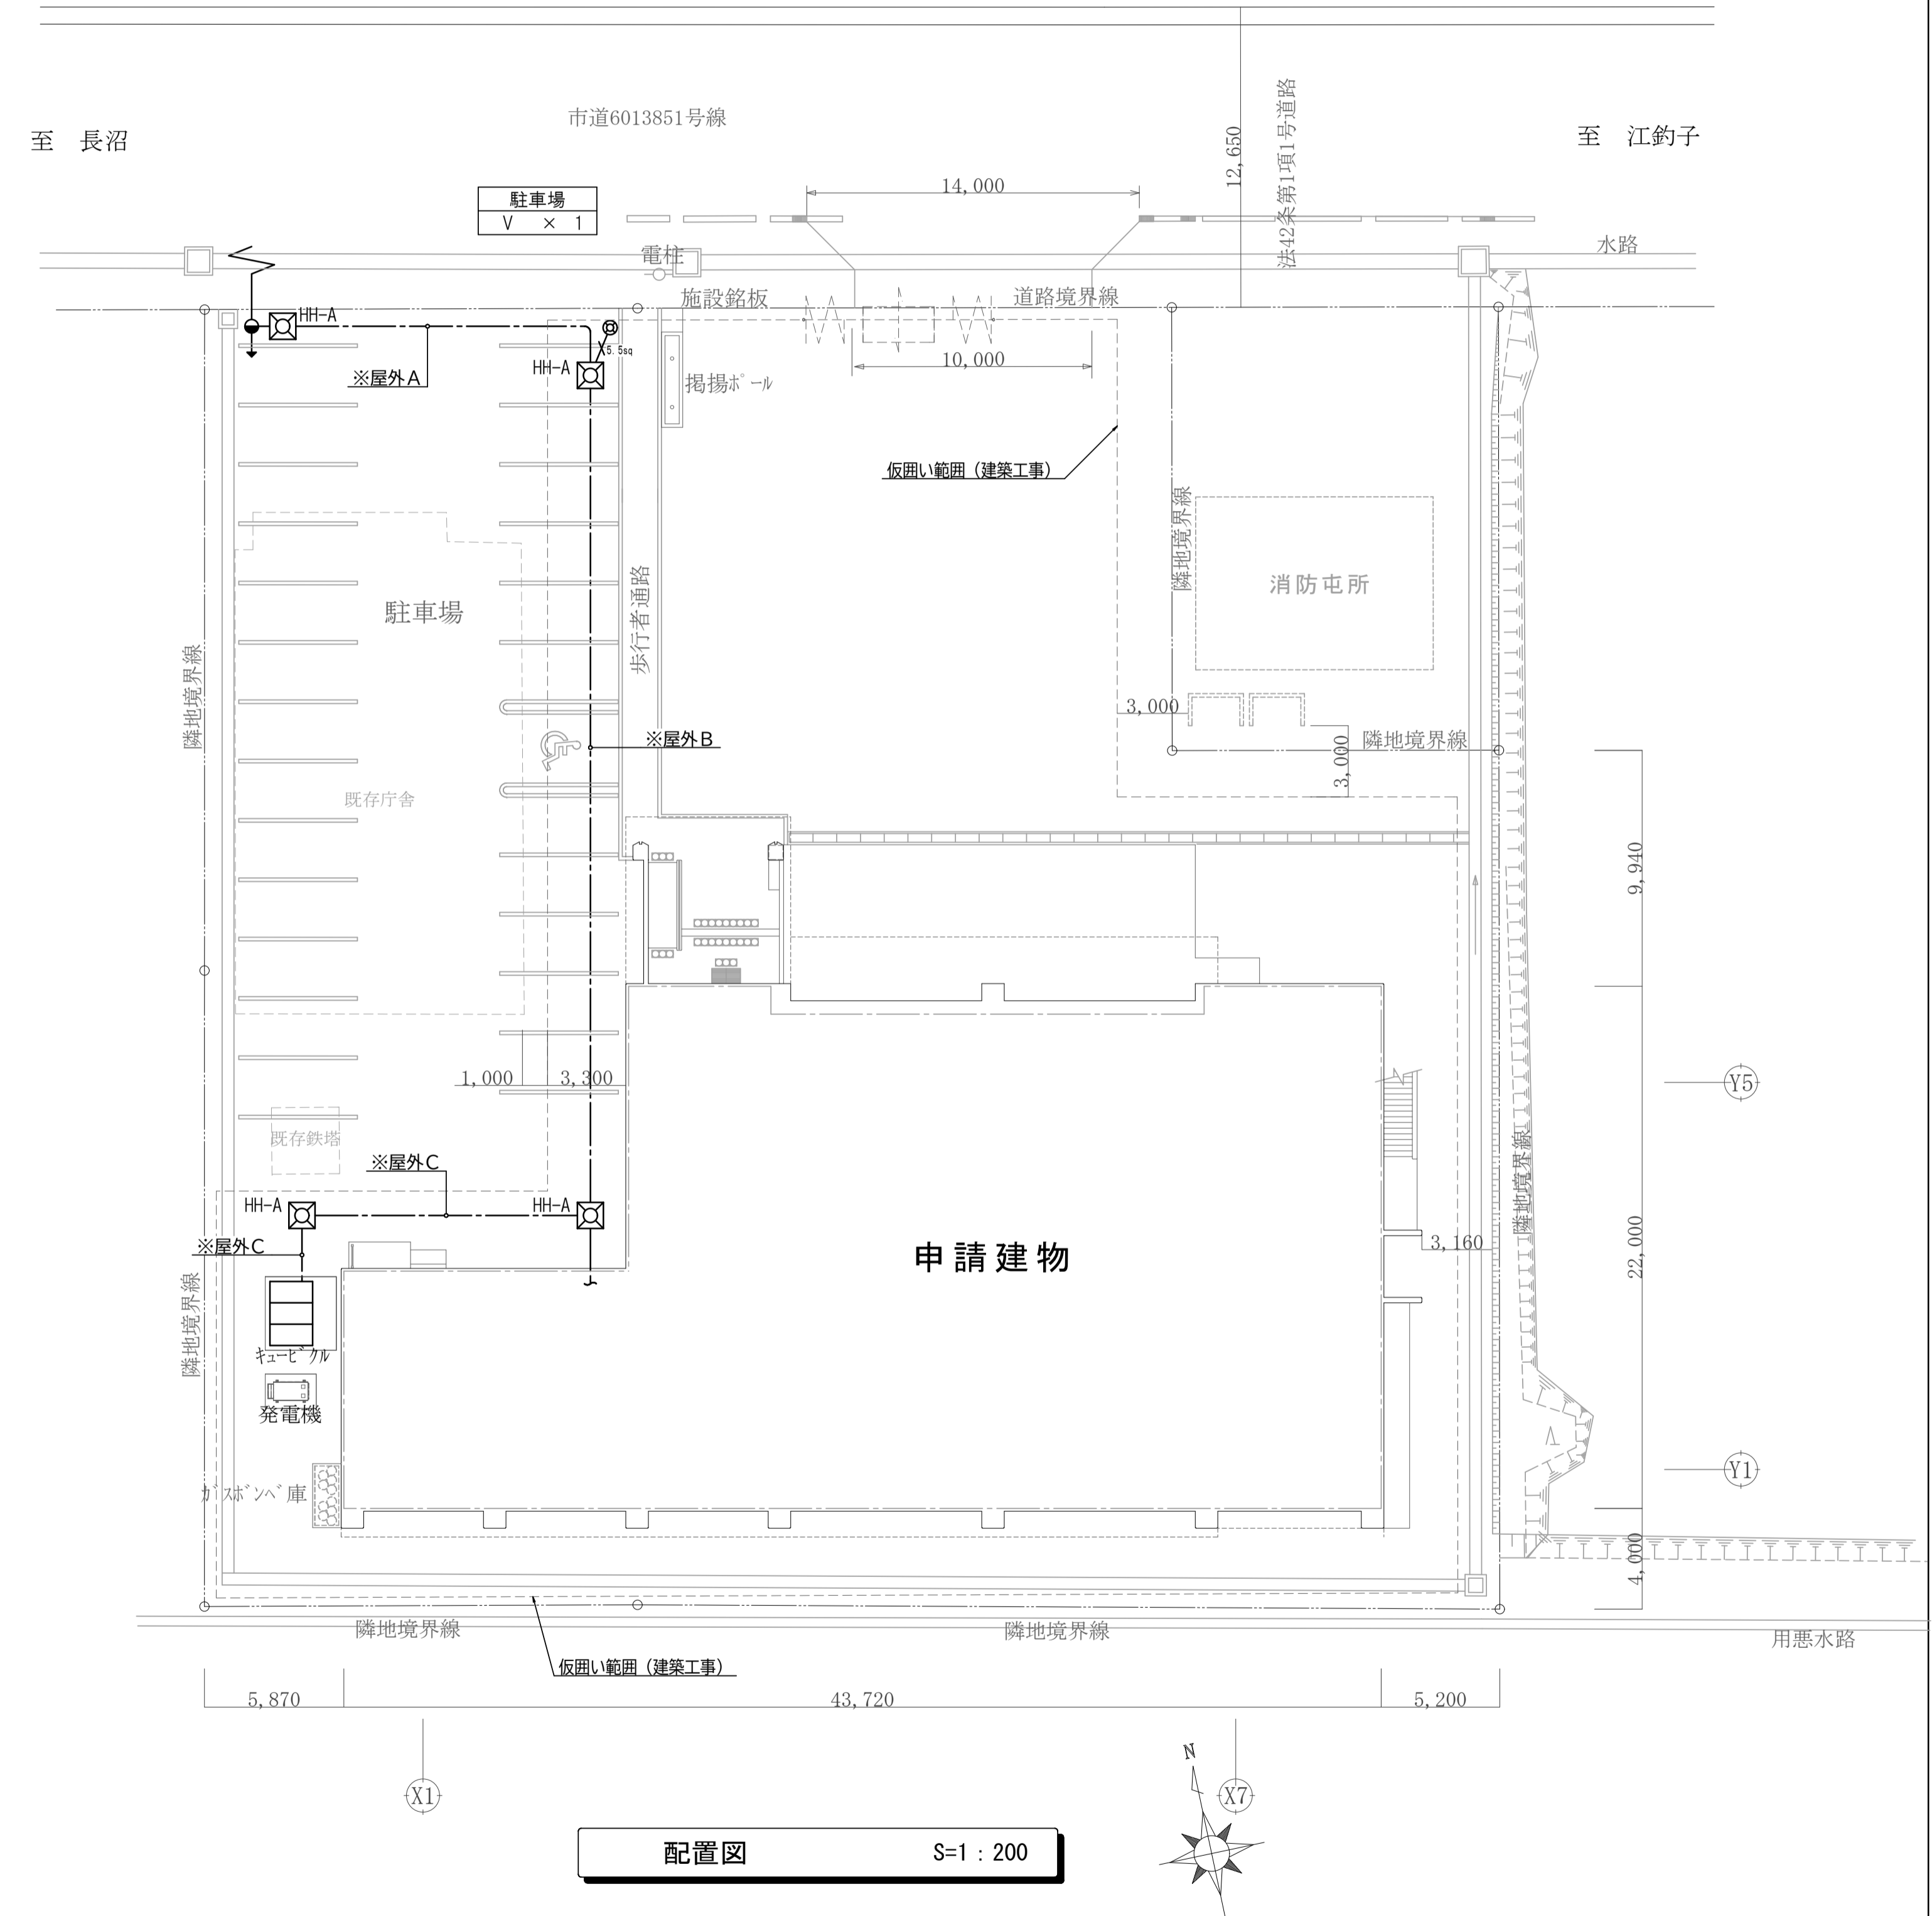 市道6013851号線
至 長沼
至 江釣子
12,650
法42条第1項1号道路
14,000
駐車場
V × 1
電柱
水路
施設銘板
道路境界線
HH-A
5.5sq
HH-A
※屋外A
10,000
掲揚ポール
仮囲い範囲（建築工事）
隣地境界線
消防屯所
歩行者通路
駐車場
隣地境界線
3,000
※屋外B
隣地境界線
3,000
既存庁舎
9,940
1,000
3,300
Y5
既存鉄塔
※屋外C
隣地境界線
HH-A
HH-A
※屋外C
申請建物
3,160
22,000
隣地境界線
キュービクル
発電機
Y1
ガスボンベ庫
4,000
隣地境界線
隣地境界線
用悪水路
仮囲い範囲（建築工事）
5,870
43,720
5,200
N
X1
X7
配置図 S=1：200